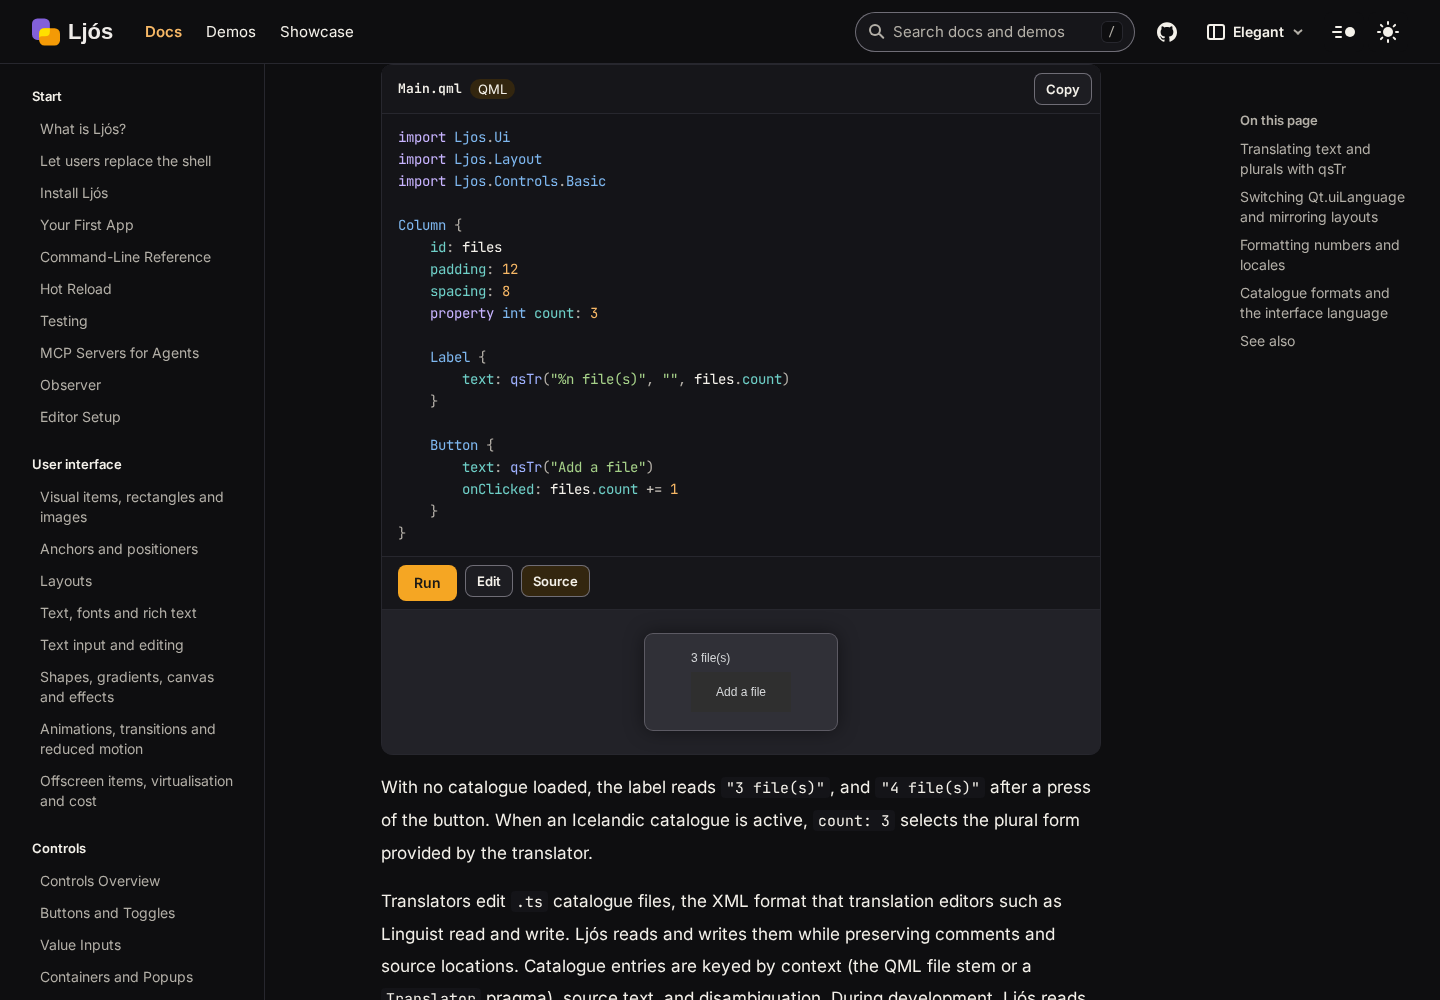 Ljós
Docs
Demos
Showcase
Search docs and demos
/
Elegant
Start
What is Ljós?
Let users replace the shell
Install Ljós
Your First App
Command-Line Reference
Hot Reload
Testing
MCP Servers for Agents
Observer
Editor Setup
User interface
Visual items, rectangles and
images
Anchors and positioners
Layouts
Text, fonts and rich text
Text input and editing
Shapes, gradients, canvas
and effects
Animations, transitions and
reduced motion
Offscreen items, virtualisation
and cost
Controls
Controls Overview
Buttons and Toggles
Value Inputs
Containers and Popups
Main.qml
QML
Copy
import Ljos.Ui
import Ljos.Layout
import Ljos.Controls.Basic
Column {
    id: files
    padding: 12
    spacing: 8
    property int count: 3
    Label {
        text: qsTr("%n file(s)", "", files.count)
    }
    Button {
        text: qsTr("Add a file")
        onClicked: files.count += 1
    }
}
Run
Edit
Source
3 file(s)
Add a file
With no catalogue loaded, the label reads "3 file(s)", and "4 file(s)" after a press
of the button. When an Icelandic catalogue is active, count: 3 selects the plural form
provided by the translator.
Translators edit .ts catalogue files, the XML format that translation editors such as
Linguist read and write. Ljós reads and writes them while preserving comments and
source locations. Catalogue entries are keyed by context (the QML file stem or a
Translator pragma), source text, and disambiguation. During development, Ljós reads
On this page
Translating text and
plurals with qsTr
Switching Qt.uiLanguage
and mirroring layouts
Formatting numbers and
locales
Catalogue formats and
the interface language
See also